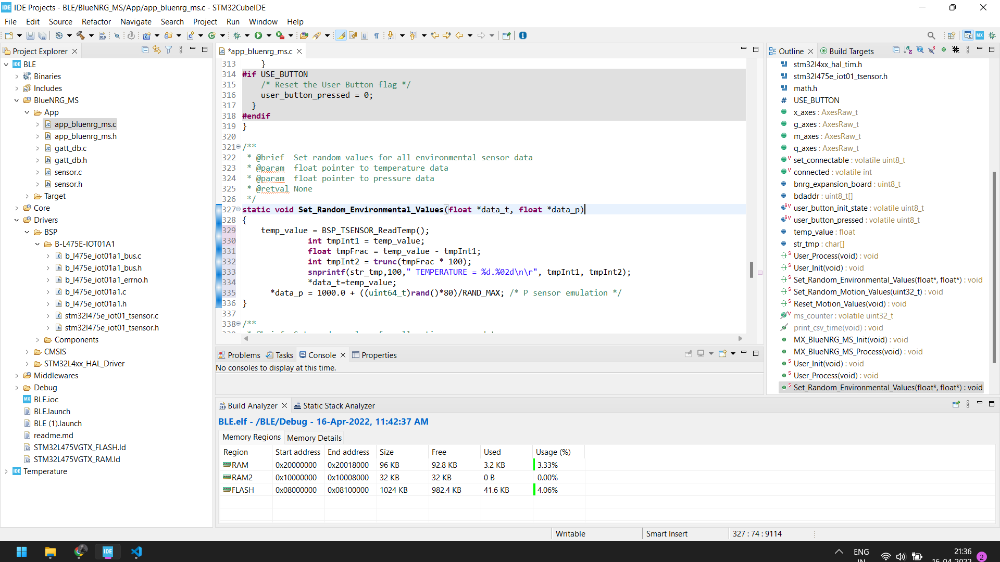 IDE Projects - BLE/BlueNRG_MS/App/app_bluenrg_ms.c - STM32CubeIDE
File Edit Source Refactor Navigate Search Project Run Window Help
Project Explorer
BLE
Binaries
Includes
BlueNRG_MS
App
app_bluenrg_ms.c
app_bluenrg_ms.h
gatt_db.c
gatt_db.h
sensor.c
sensor.h
Target
Core
Drivers
BSP
B-L475E-IOT01A1
b_l475e_iot01a1_bus.c
b_l475e_iot01a1_bus.h
b_l475e_iot01a1_errno.h
b_l475e_iot01a1.c
b_l475e_iot01a1.h
stm32l475e_iot01_tsensor.c
stm32l475e_iot01_tsensor.h
Components
CMSIS
STM32L4xx_HAL_Driver
Middlewares
Debug
BLE.ioc
BLE.launch
BLE (1).launch
readme.md
STM32L475VGTX_FLASH.ld
STM32L475VGTX_RAM.ld
Temperature
*app_bluenrg_ms.c
313 }
314 #if USE_BUTTON
315 /* Reset the User Button flag */
316 user_button_pressed = 0;
317 }
318 #endif
319 }
320
321 /**
322 * @brief  Set random values for all environmental sensor data
323 * @param  float pointer to temperature data
324 * @param  float pointer to pressure data
325 * @retval None
326 */
327 static void Set_Random_Environmental_Values(float *data_t, float *data_p)
328 {
329 temp_value = BSP_TSENSOR_ReadTemp();
330 int tmpInt1 = temp_value;
331 float tmpFrac = temp_value - tmpInt1;
332 int tmpInt2 = trunc(tmpFrac * 100);
333 snprintf(str_tmp,100," TEMPERATURE = %d.%02d\n\r", tmpInt1, tmpInt2);
334 *data_t=temp_value;
335 *data_p = 1000.0 + ((uint64_t)rand()*80)/RAND_MAX; /* P sensor emulation */
336 }
337
338 /**
Problems Tasks Console Properties
No consoles to display at this time.
Outline Build Targets
stm32l4xx_hal_tim.h
stm32l475e_iot01_tsensor.h
math.h
USE_BUTTON
x_axes : AxesRaw_t
g_axes : AxesRaw_t
m_axes : AxesRaw_t
q_axes : AxesRaw_t
set_connectable : volatile uint8_t
connected : volatile int
bnrg_expansion_board : uint8_t
bdaddr : uint8_t[]
user_button_init_state : volatile uint8_t
user_button_pressed : volatile uint8_t
temp_value : float
str_tmp : char[]
User_Process(void) : void
User_Init(void) : void
Set_Random_Environmental_Values(float*, float*) : void
Set_Random_Motion_Values(uint32_t) : void
Reset_Motion_Values(void) : void
ms_counter : volatile uint32_t
print_csv_time(void) : void
MX_BlueNRG_MS_Init(void) : void
MX_BlueNRG_MS_Process(void) : void
User_Init(void) : void
User_Process(void) : void
Set_Random_Environmental_Values(float*, float*) : void
Build Analyzer Static Stack Analyzer
BLE.elf - /BLE/Debug - 16-Apr-2022, 11:42:37 AM
Memory Regions Memory Details
Region Start address End address Size Free Used Usage (%)
RAM 0x20000000 0x20018000 96 KB 92.8 KB 3.2 KB 3.33%
RAM2 0x10000000 0x10008000 32 KB 32 KB 0 B 0.00%
FLASH 0x08000000 0x08100000 1024 KB 982.4 KB 41.6 KB 4.06%
Writable Smart Insert 327 : 74 : 9114
ENG
IN
21:36
16-04-2022
2